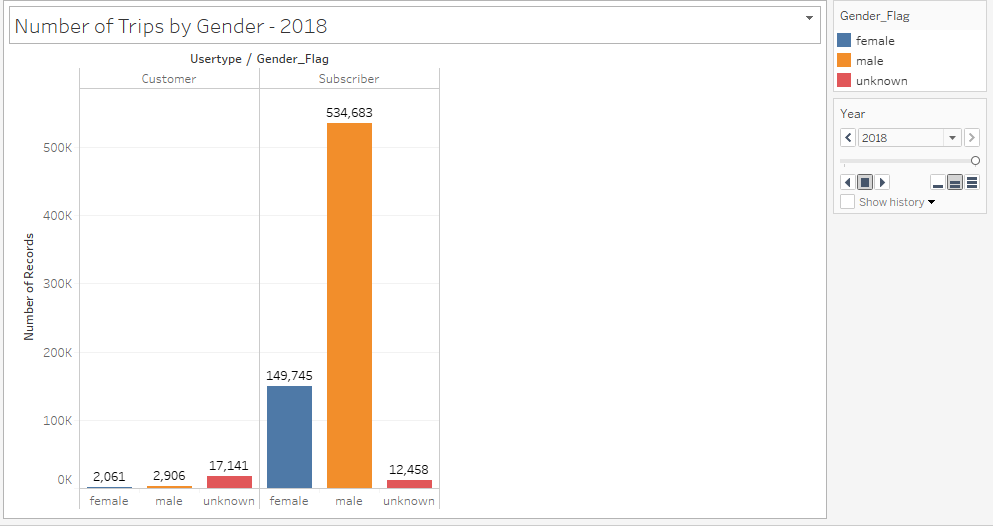 Number of Trips by Gender - 2018
Usertype / Gender_Flag
Customer
Subscriber
Number of Records
500K
400K
300K
200K
100K
0K
2,061
2,906
17,141
149,745
534,683
12,458
female
male
unknown
female
male
unknown
Gender_Flag
female
male
unknown
Year
2018
Show history